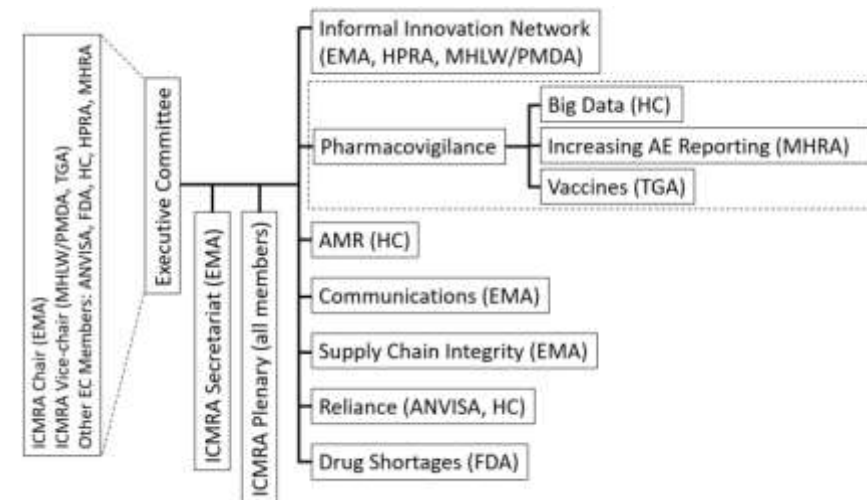 ICMRA Chair (EMA)
ICMRA Vice-chair (MHLW/PMDA, TGA)
Other EC Members: ANVISA, FDA, HC, HPRA, MHRA
Executive Committee
ICMRA Secretariat (EMA)
ICMRA Plenary (all members)
Informal Innovation Network
(EMA, HPRA, MHLW/PMDA)
Pharmacovigilance
Big Data (HC)
Increasing AE Reporting (MHRA)
Vaccines (TGA)
AMR (HC)
Communications (EMA)
Supply Chain Integrity (EMA)
Reliance (ANVISA, HC)
Drug Shortages (FDA)